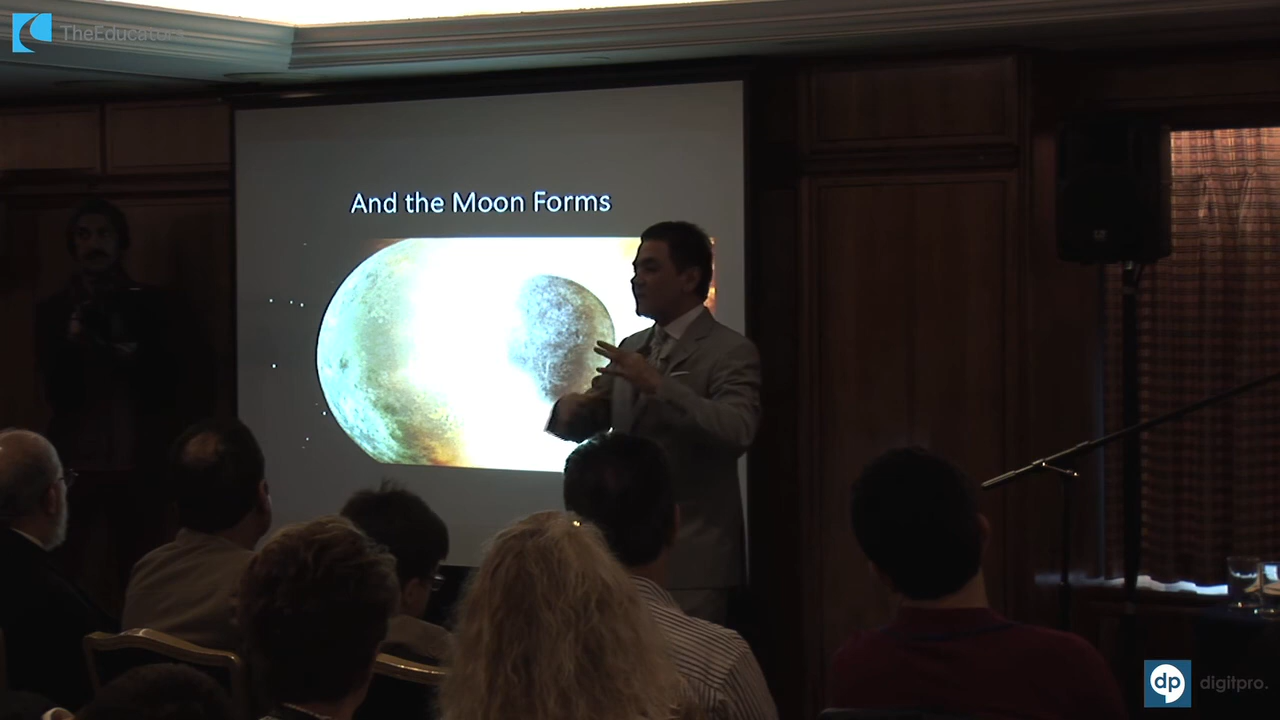 TheEducators
And the Moon Forms
dp digitpro.